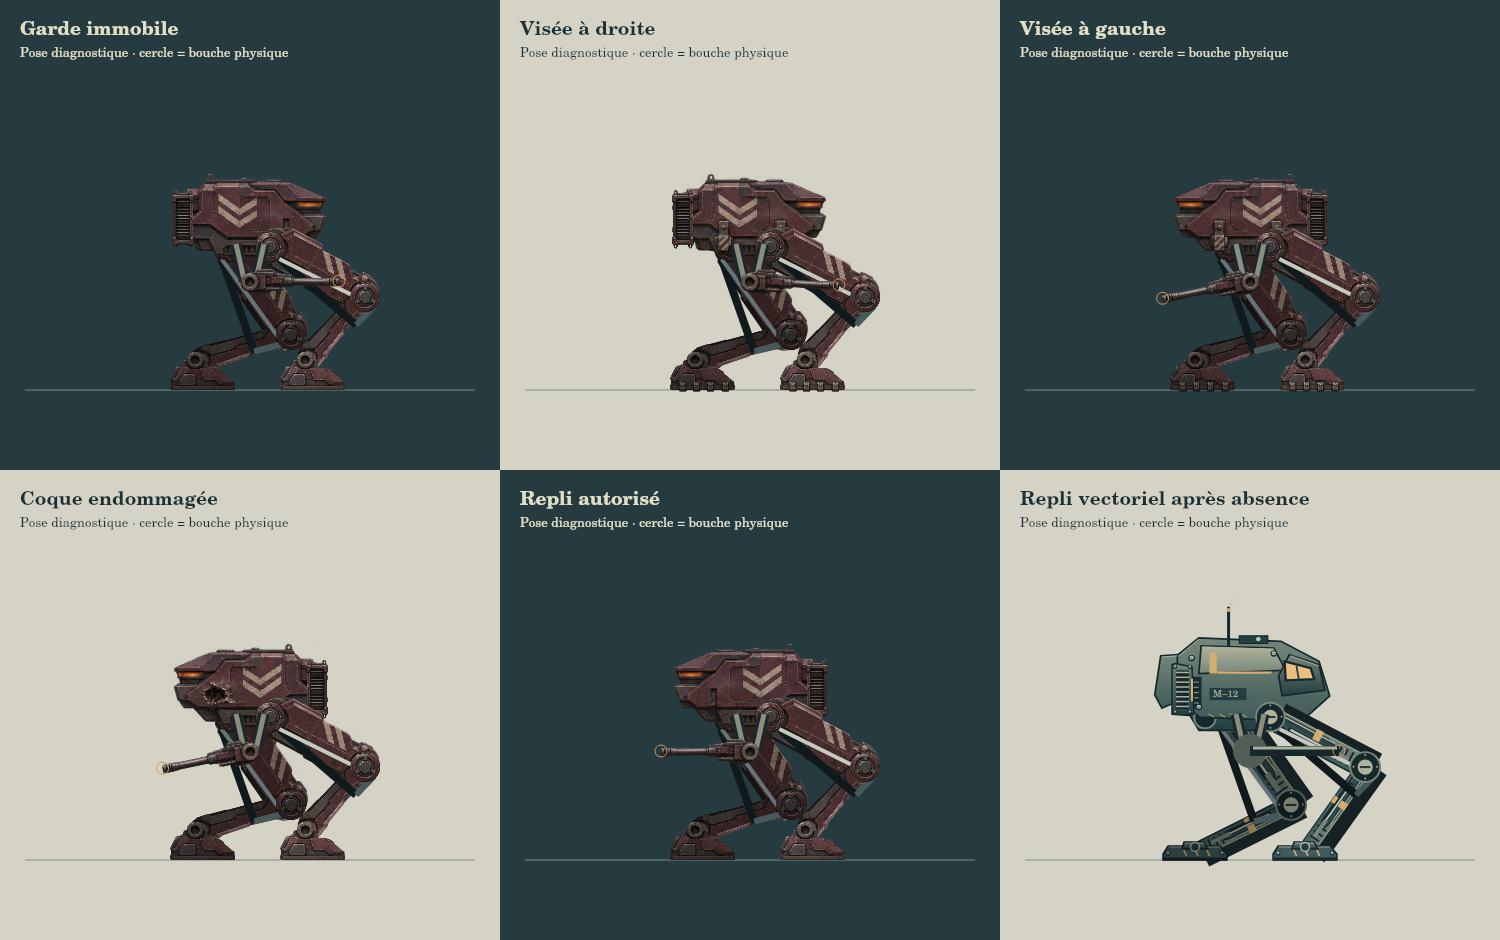 Garde immobile
Pose diagnostique · cercle = bouche physique
Visée à droite
Pose diagnostique · cercle = bouche physique
Visée à gauche
Pose diagnostique · cercle = bouche physique
Coque endommagée
Pose diagnostique · cercle = bouche physique
Repli autorisé
Pose diagnostique · cercle = bouche physique
Repli vectoriel après absence
Pose diagnostique · cercle = bouche physique
M–12